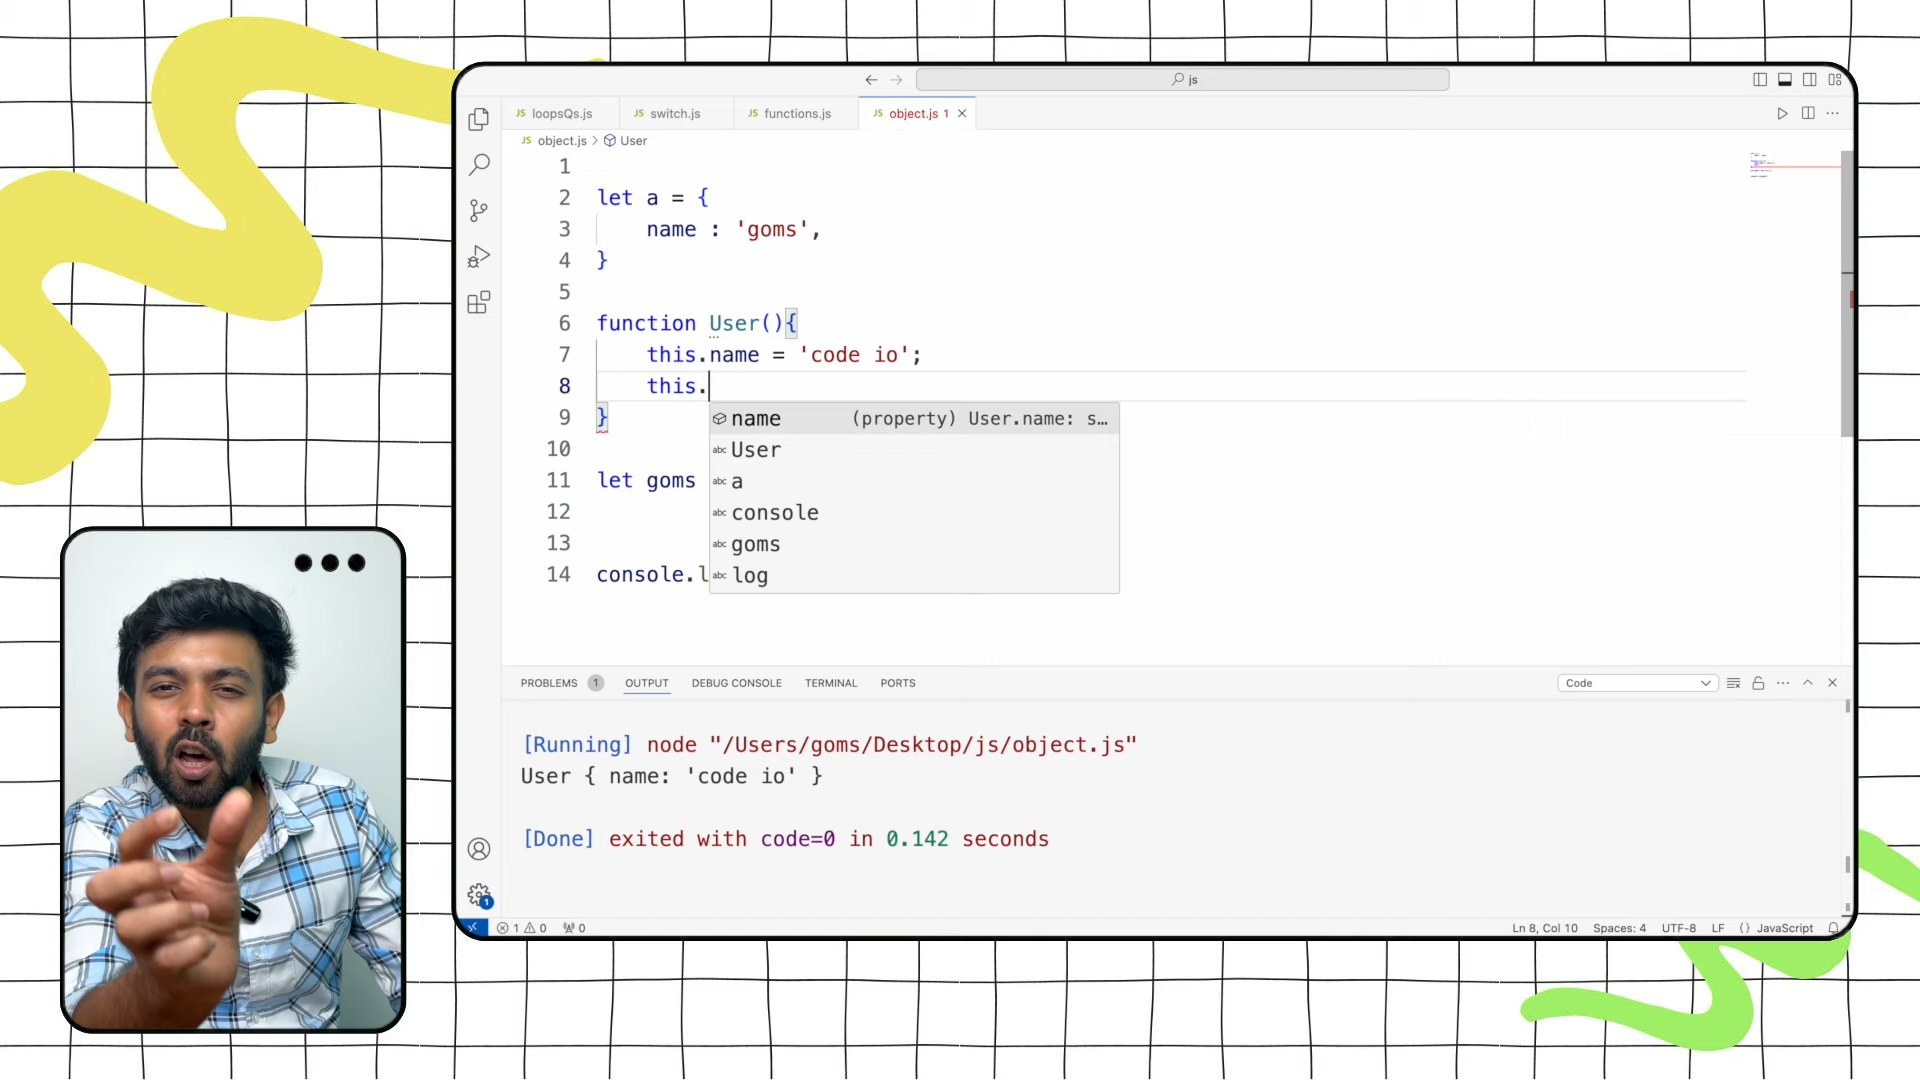 js
JS loopsQs.js JS switch.js JS functions.js JS object.js 1
JS object.js > User
1
2 let a = {
3 name : 'goms',
4 }
5
6 function User(){
7 this.name = 'code io';
8 this.
9 }
name (property) User.name: s…
10
abc User
11 let goms
abc a
12
abc console
13
abc goms
14 console.l
abc log
PROBLEMS 1 OUTPUT DEBUG CONSOLE TERMINAL PORTS Code
[Running] node "/Users/goms/Desktop/js/object.js"
User { name: 'code io' }
[Done] exited with code=0 in 0.142 seconds
1
1 0 0 Ln 8, Col 10 Spaces: 4 UTF-8 LF {} JavaScript